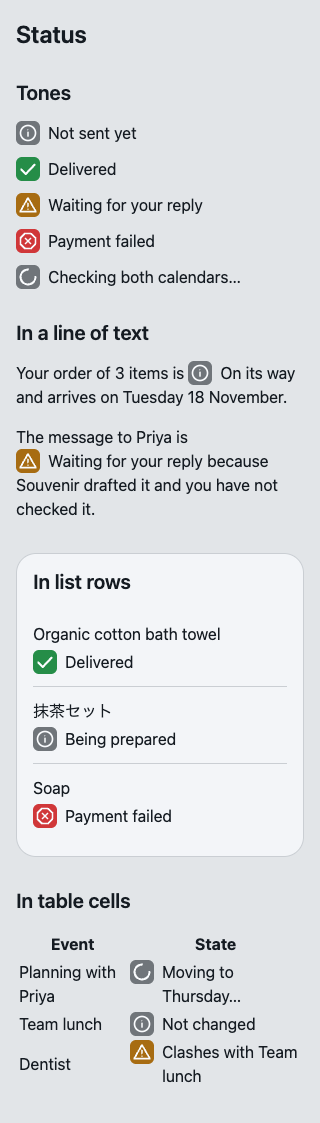 Status
Tones
Not sent yet
Delivered
Waiting for your reply
Payment failed
Checking both calendars...
In a line of text
Your order of 3 items is On its way
and arrives on Tuesday 18 November.
The message to Priya is
Waiting for your reply because
Souvenir drafted it and you have not
checked it.
In list rows
Organic cotton bath towel
Delivered
抹茶セット
Being prepared
Soap
Payment failed
In table cells
Event State
Planning with Moving to
Priya Thursday...
Team lunch Not changed
Dentist Clashes with Team
lunch